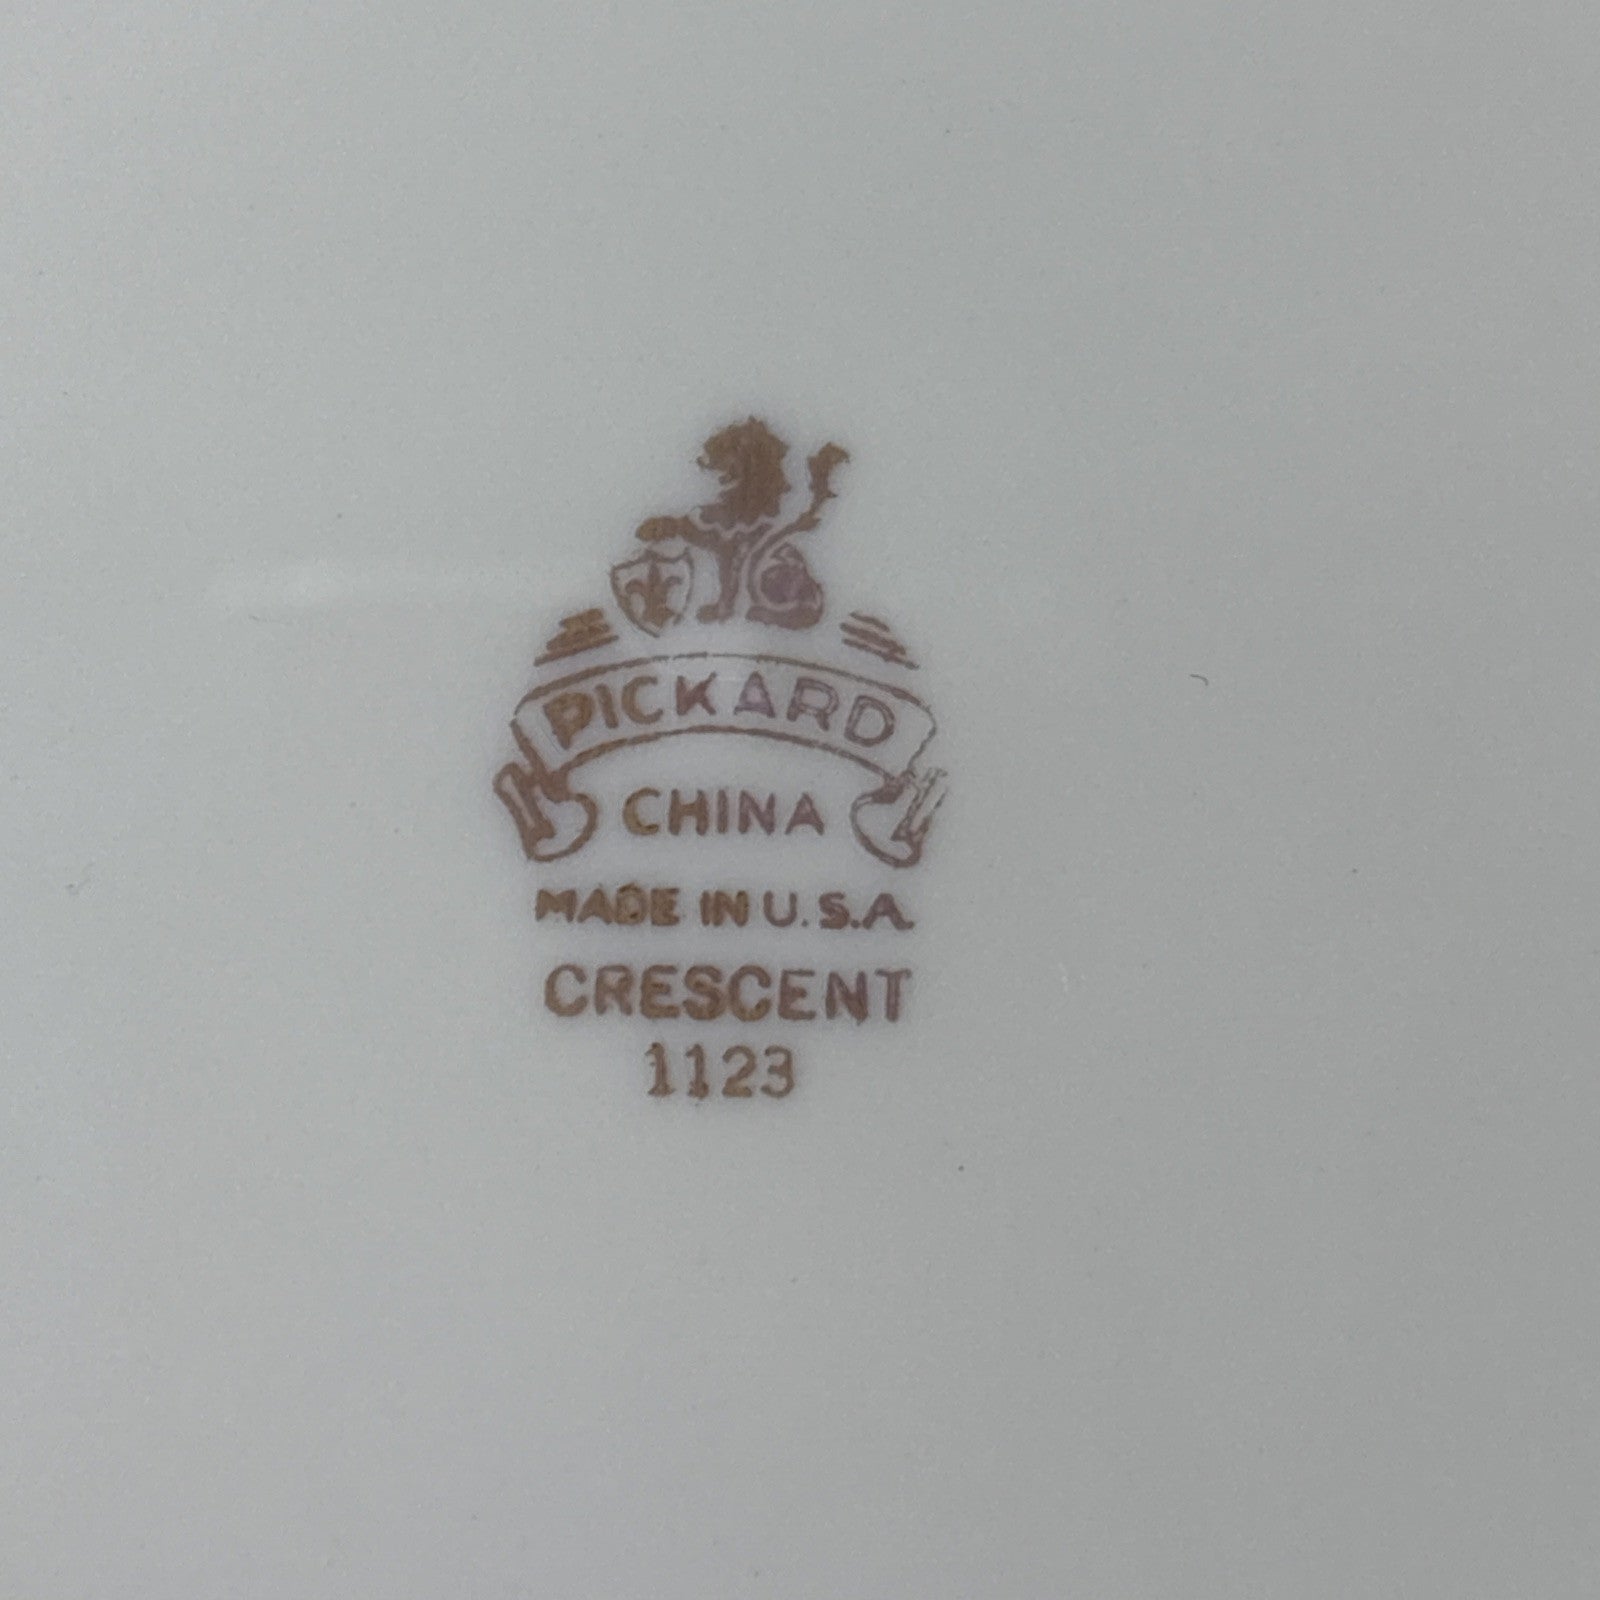 PICKARD
CHINA
MADE IN U.S.A.
CRESCENT
1123